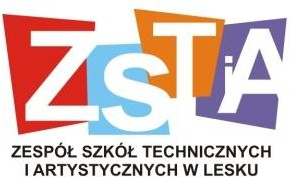 ZSTiA
ZESPÓŁ SZKÓŁ TECHNICZNYCH
I ARTYSTYCZNYCH W LESKU